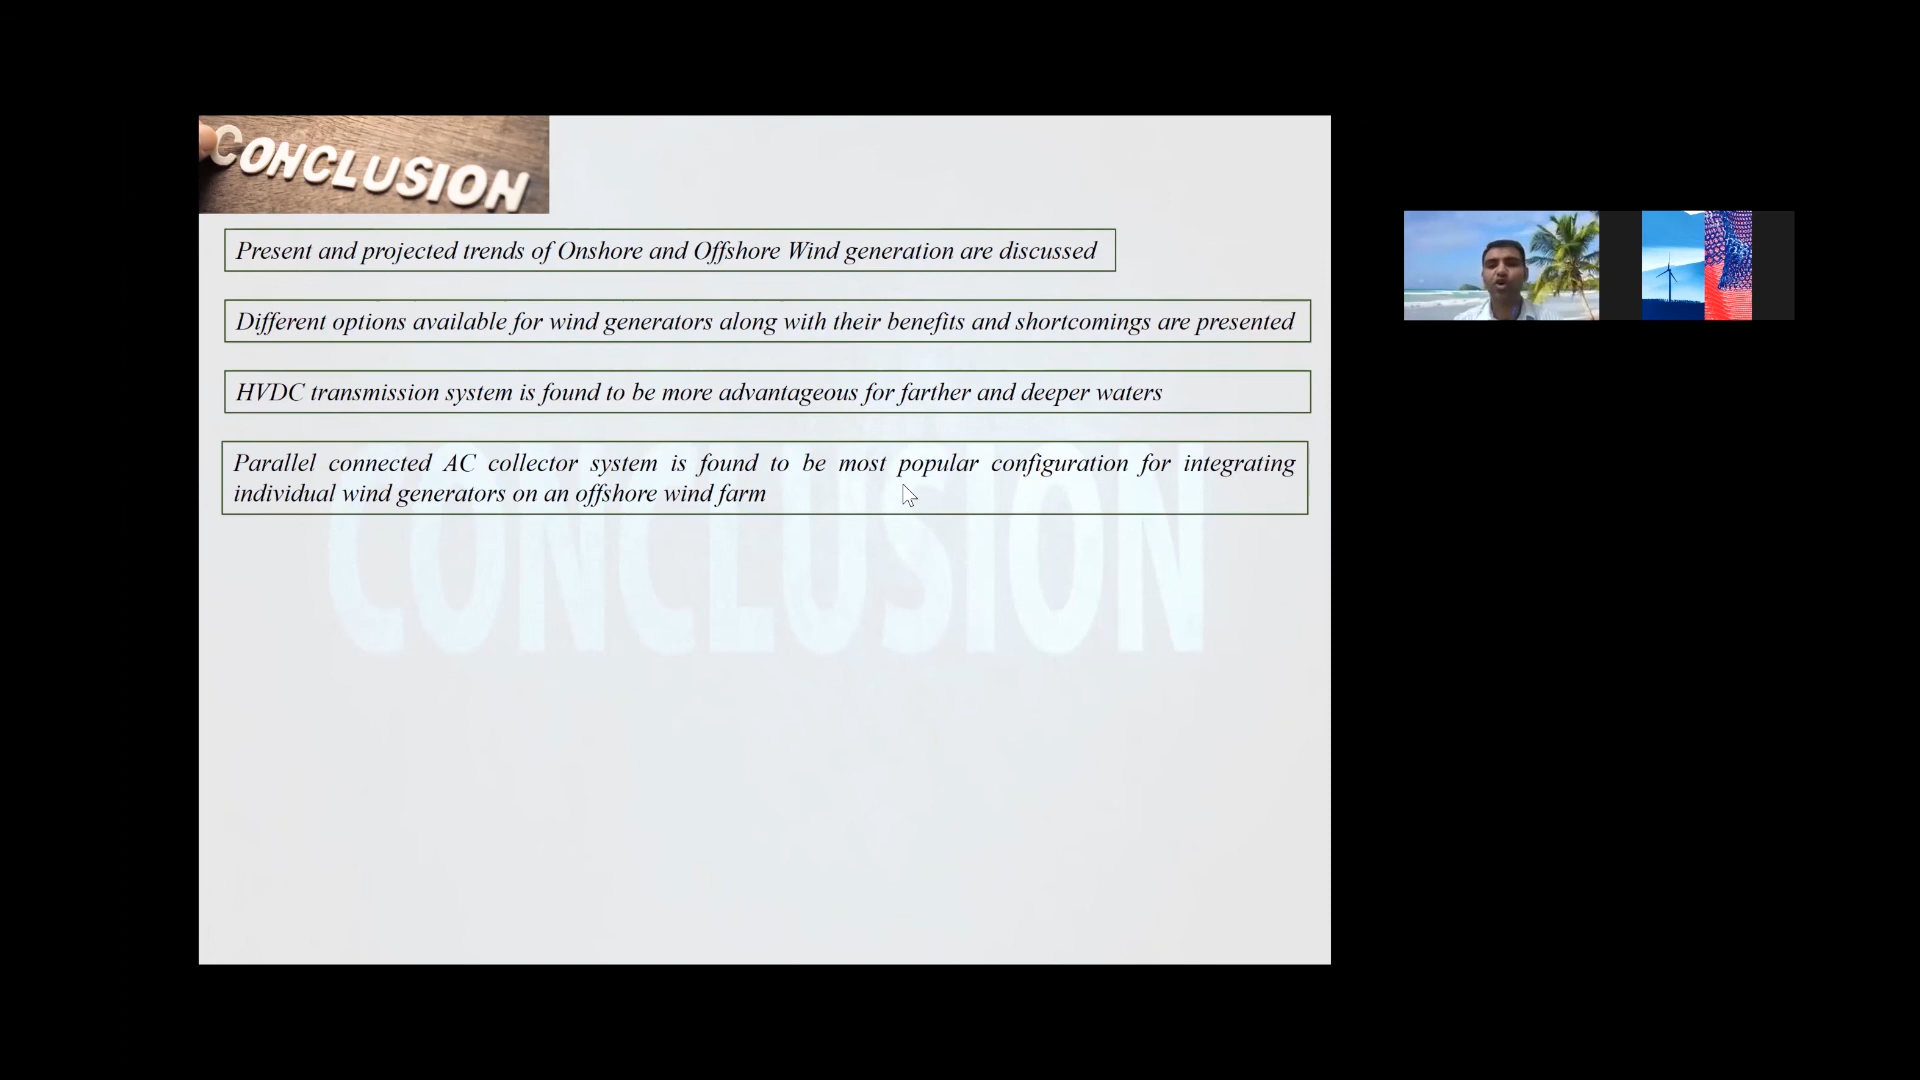 CONCLUSION
Present and projected trends of Onshore and Offshore Wind generation are discussed
Different options available for wind generators along with their benefits and shortcomings are presented
HVDC transmission system is found to be more advantageous for farther and deeper waters
Parallel connected AC collector system is found to be most popular configuration for integrating
individual wind generators on an offshore wind farm
CONCLUSION